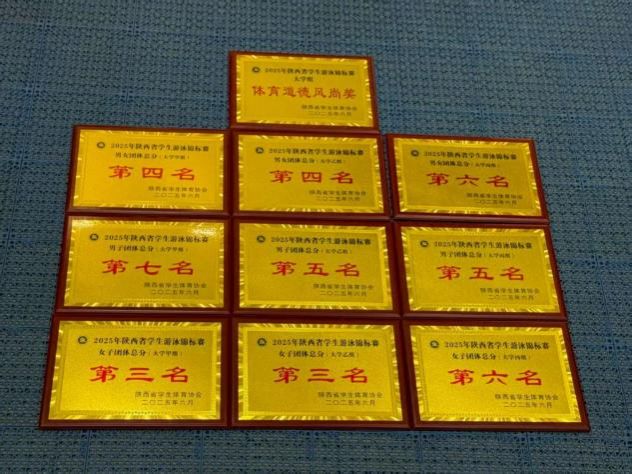 2025年陕西省学生游泳锦标赛
大学组
体育道德风尚奖
陕西省学生体育协会
二〇二五年六月
2025年陕西省学生游泳锦标赛
男女团体总分（大学甲组）
第四名
陕西省学生体育协会
二〇二五年六月
2025年陕西省学生游泳锦标赛
男女团体总分（大学乙组）
第四名
陕西省学生体育协会
二〇二五年六月
2025年陕西省学生游泳锦标赛
男女团体总分（大学丙组）
第六名
陕西省学生体育协会
二〇二五年六月
2025年陕西省学生游泳锦标赛
男子团体总分（大学甲组）
第七名
陕西省学生体育协会
二〇二五年六月
2025年陕西省学生游泳锦标赛
男子团体总分（大学乙组）
第五名
陕西省学生体育协会
二〇二五年六月
2025年陕西省学生游泳锦标赛
男子团体总分（大学丙组）
第五名
陕西省学生体育协会
二〇二五年六月
2025年陕西省学生游泳锦标赛
女子团体总分（大学甲组）
第三名
陕西省学生体育协会
二〇二五年六月
2025年陕西省学生游泳锦标赛
女子团体总分（大学乙组）
第三名
陕西省学生体育协会
二〇二五年六月
2025年陕西省学生游泳锦标赛
女子团体总分（大学丙组）
第六名
陕西省学生体育协会
二〇二五年六月